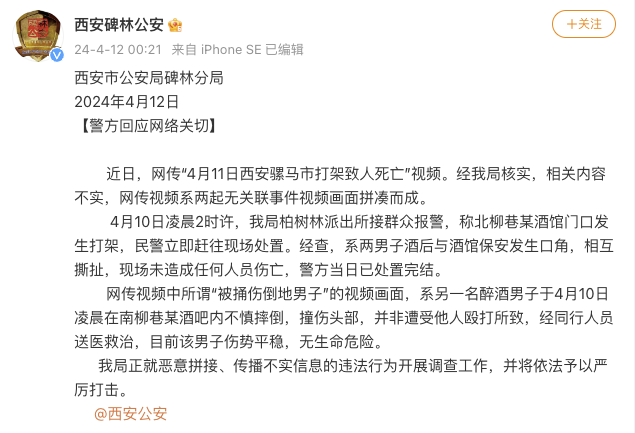 西安碑林公安
24-4-12 00:21 来自 iPhone SE 已编辑
+关注
西安市公安局碑林分局
2024年4月12日
【警方回应网络关切】
近日，网传“4月11日西安骡马市打架致人死亡”视频。经我局核实，相关内容
不实，网传视频系两起无关联事件视频画面拼凑而成。
4月10日凌晨2时许，我局柏树林派出所接群众报警，称北柳巷某酒馆门口发
生打架，民警立即赶往现场处置。经查，系两男子酒后与酒馆保安发生口角，相互
撕扯，现场未造成任何人员伤亡，警方当日已处置完结。
网传视频中所谓“被捅伤倒地男子”的视频画面，系另一名醉酒男子于4月10日
凌晨在南柳巷某酒吧内不慎摔倒，撞伤头部，并非遭受他人殴打所致，经同行人员
送医救治，目前该男子伤势平稳，无生命危险。
我局正就恶意拼接、传播不实信息的违法行为开展调查工作，并将依法予以严
厉打击。
@西安公安